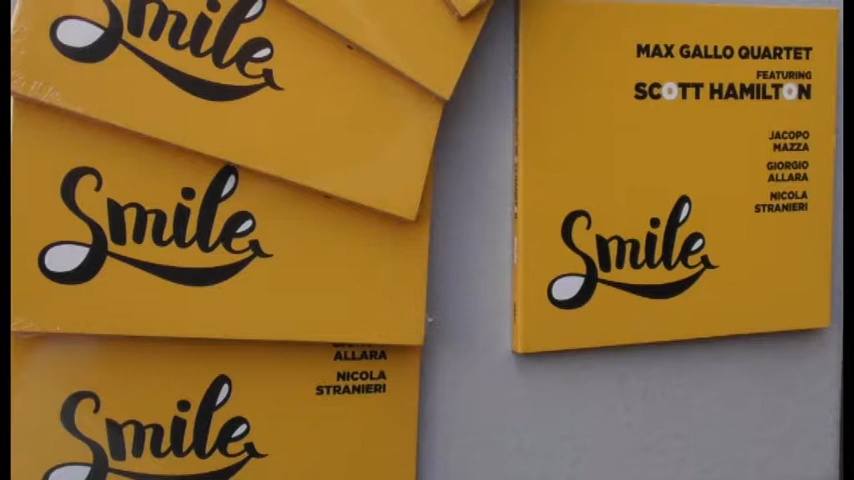 Smile
Smile
ALLARA
NICOLA
STRANIERI
Smile
MAX GALLO QUARTET
FEATURING
SCOTT HAMILTON
JACOPO
MAZZA
GIORGIO
ALLARA
NICOLA
STRANIERI
Smile